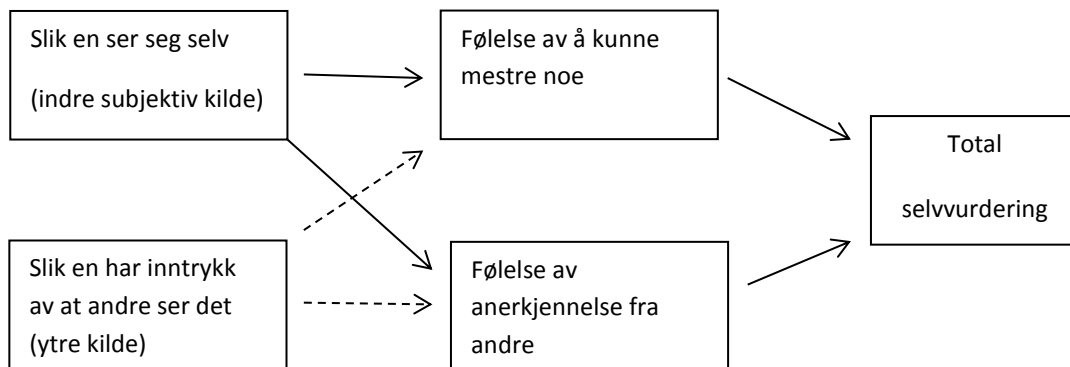 Slik en ser seg selv
(indre subjektiv kilde)
Følelse av å kunne
mestre noe
Total
selvvurdering
Slik en har inntrykk
av at andre ser det
(ytre kilde)
Følelse av
anerkjennelse fra
andre